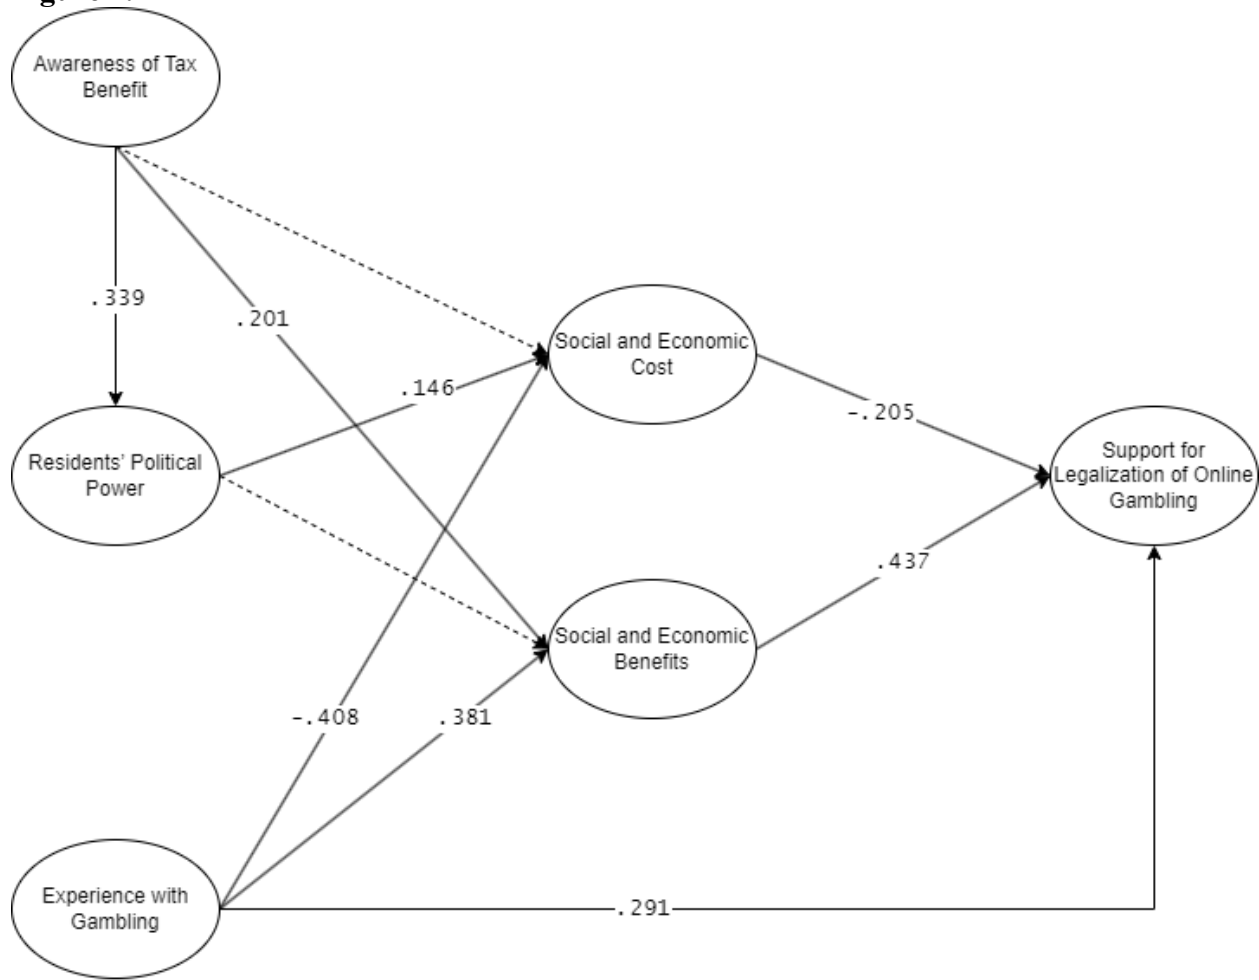 Awareness of Tax
Benefit
.339
.201
Social and Economic
Cost
.146
-.205
Residents' Political
Power
Support for
Legalization of Online
Gambling
.437
Social and Economic
Benefits
-.408
.381
Experience with
Gambling
.291